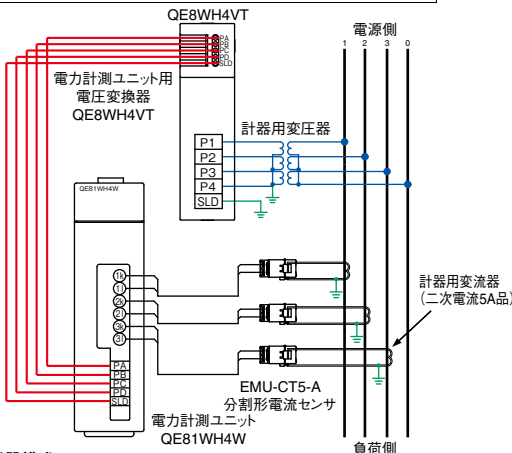 QE8WH4VT
電源側
1 2 3 0
PA
PB
PC
PD
SLD
電力計測ユニット用
電圧変換器
QE8WH4VT
計器用変圧器
P1
P2
P3
P4
SLD
QE81WH4W
1k
1l
2k
2l
3k
3l
計器用変流器
(二次電流5A品)
PA
PB
PC
PD
SLD
EMU-CT5-A
分割形電流センサ
電力計測ユニット
QE81WH4W
負荷側